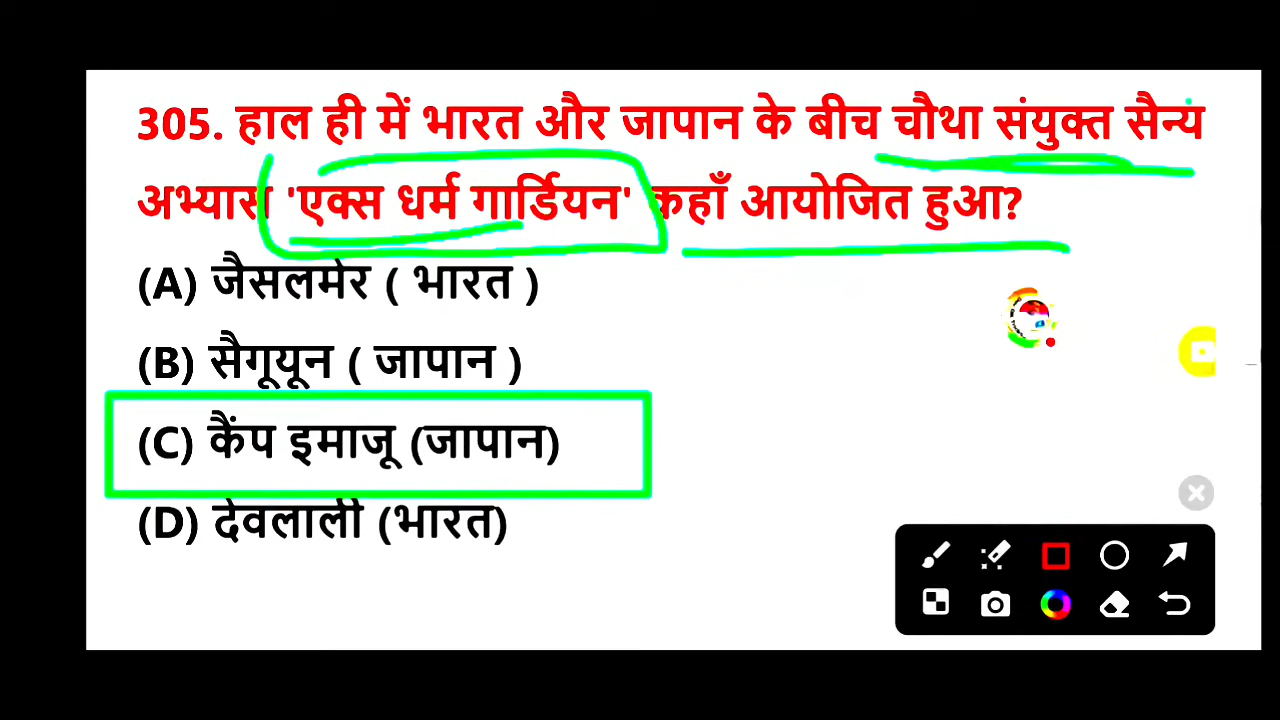 305. हाल ही में भारत और जापान के बीच चौथा संयुक्त सैन्य
अभ्यास 'एक्स धर्म गार्डियन' कहाँ आयोजित हुआ?
(A) जैसलमेर ( भारत )
(B) सैगूयून ( जापान )
(C) कैंप इमाजू (जापान)
(D) देवलाली (भारत)